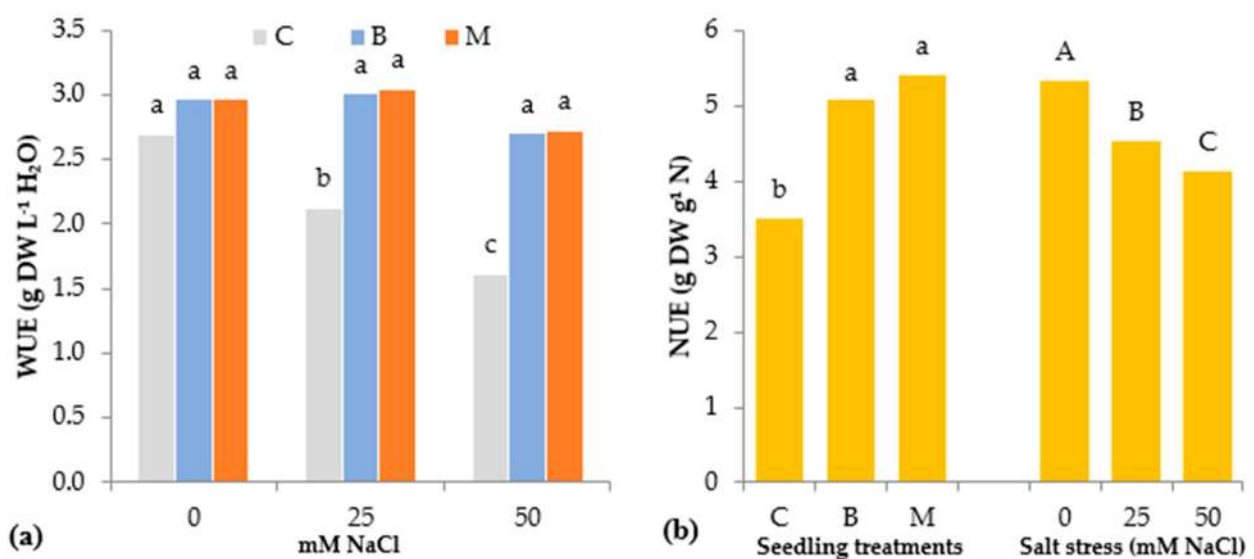 3.5
3.0
2.5
2.0
1.5
1.0
0.5
0.0
WUE (g DW L⁻¹ H₂O)
C B M
a a a
b a a
c a a
0 25 50
mM NaCl
(a)
6
5
4
3
2
1
0
NUE (g DW g¹ N)
b a a A B C
C B M 0 25 50
Seedling treatments Salt stress (mM NaCl)
(b)